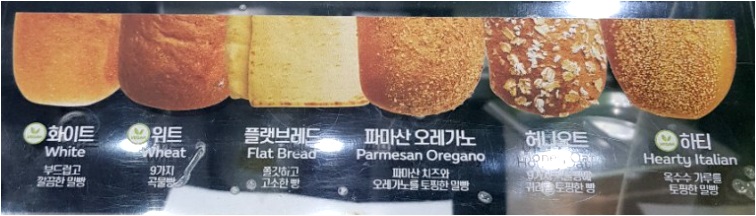 화이트
White
부드럽고
깔끔한 밀빵
위트
Wheat
9가지
곡물빵
플랫브레드
Flat Bread
쫄깃하고
고소한 빵
파마산 오레가노
Parmesan Oregano
파마산 치즈와
오레가노를 토핑한 밀빵
허니오트
9가지
귀리를 토핑한 빵
하티
Hearty Italian
옥수수 가루를
토핑한 밀빵